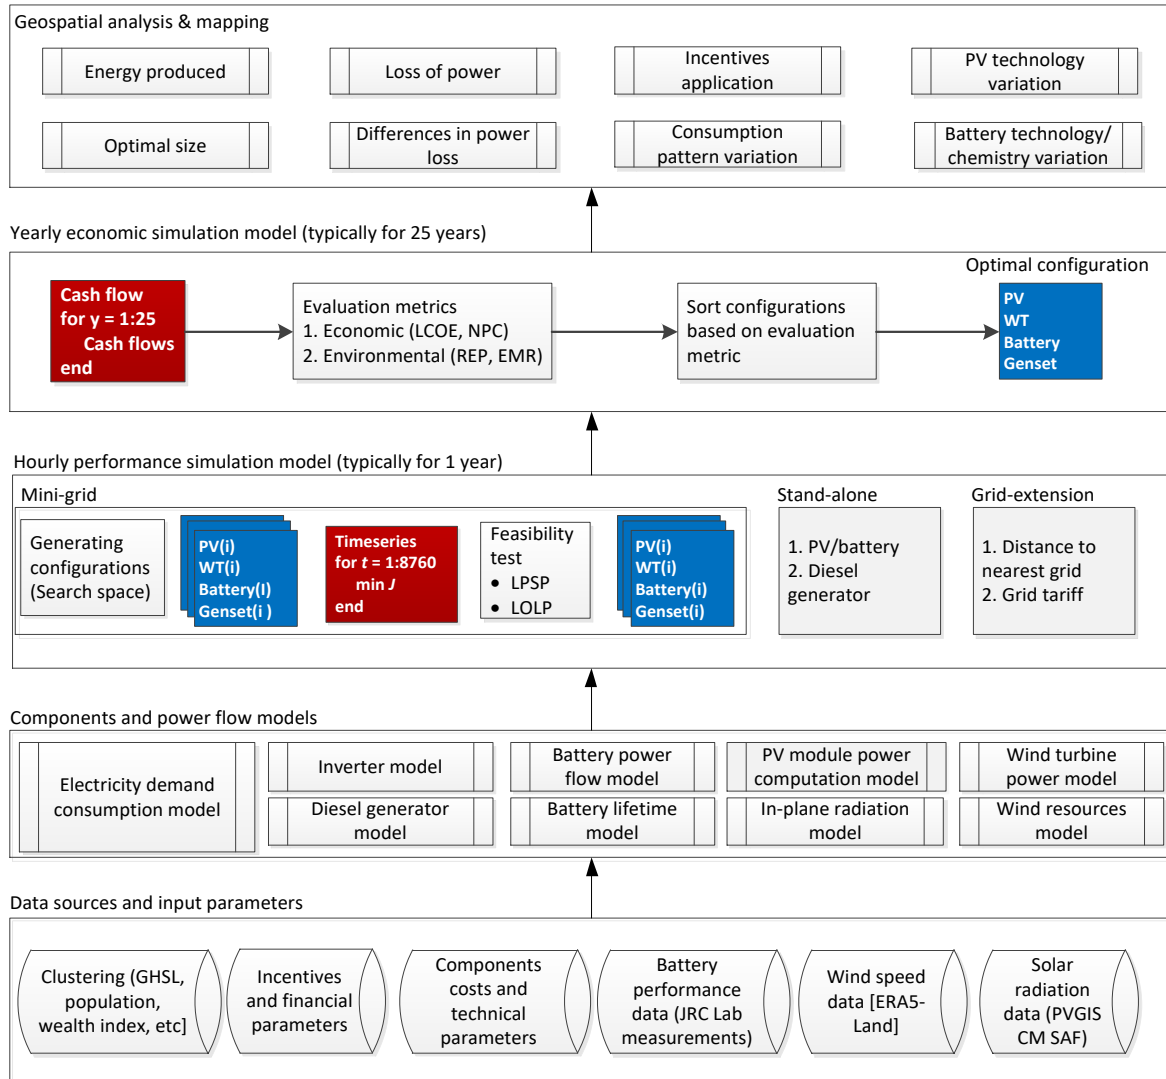 Geospatial analysis & mapping
Energy produced
Loss of power
Incentives
application
PV technology
variation
Optimal size
Differences in power
loss
Consumption
pattern variation
Battery technology/
chemistry variation
Yearly economic simulation model (typically for 25 years)
Cash flow
for y = 1:25
Cash flows
end
Evaluation metrics
1. Economic (LCOE, NPC)
2. Environmental (REP, EMR)
Sort configurations
based on evaluation
metric
Optimal configuration
PV
WT
Battery
Genset
Hourly performance simulation model (typically for 1 year)
Mini-grid
Generating
configurations
(Search space)
PV(i)
WT(i)
Battery(I)
Genset(i )
Timeseries
for t = 1:8760
min J
end
Feasibility
test
• LPSP
• LOLP
PV(i)
WT(i)
Battery(i)
Genset(i)
Stand-alone
1. PV/battery
2. Diesel
generator
Grid-extension
1. Distance to
nearest grid
2. Grid tariff
Components and power flow models
Electricity demand
consumption model
Inverter model
Battery power
flow model
PV module power
computation model
Wind turbine
power model
Diesel generator
model
Battery lifetime
model
In-plane radiation
model
Wind resources
model
Data sources and input parameters
Clustering (GHSL,
population,
wealth index, etc]
Incentives
and financial
parameters
Components
costs and
technical
parameters
Battery
performance
data (JRC Lab
measurements)
Wind speed
data [ERA5-
Land]
Solar
radiation
data (PVGIS
CM SAF)